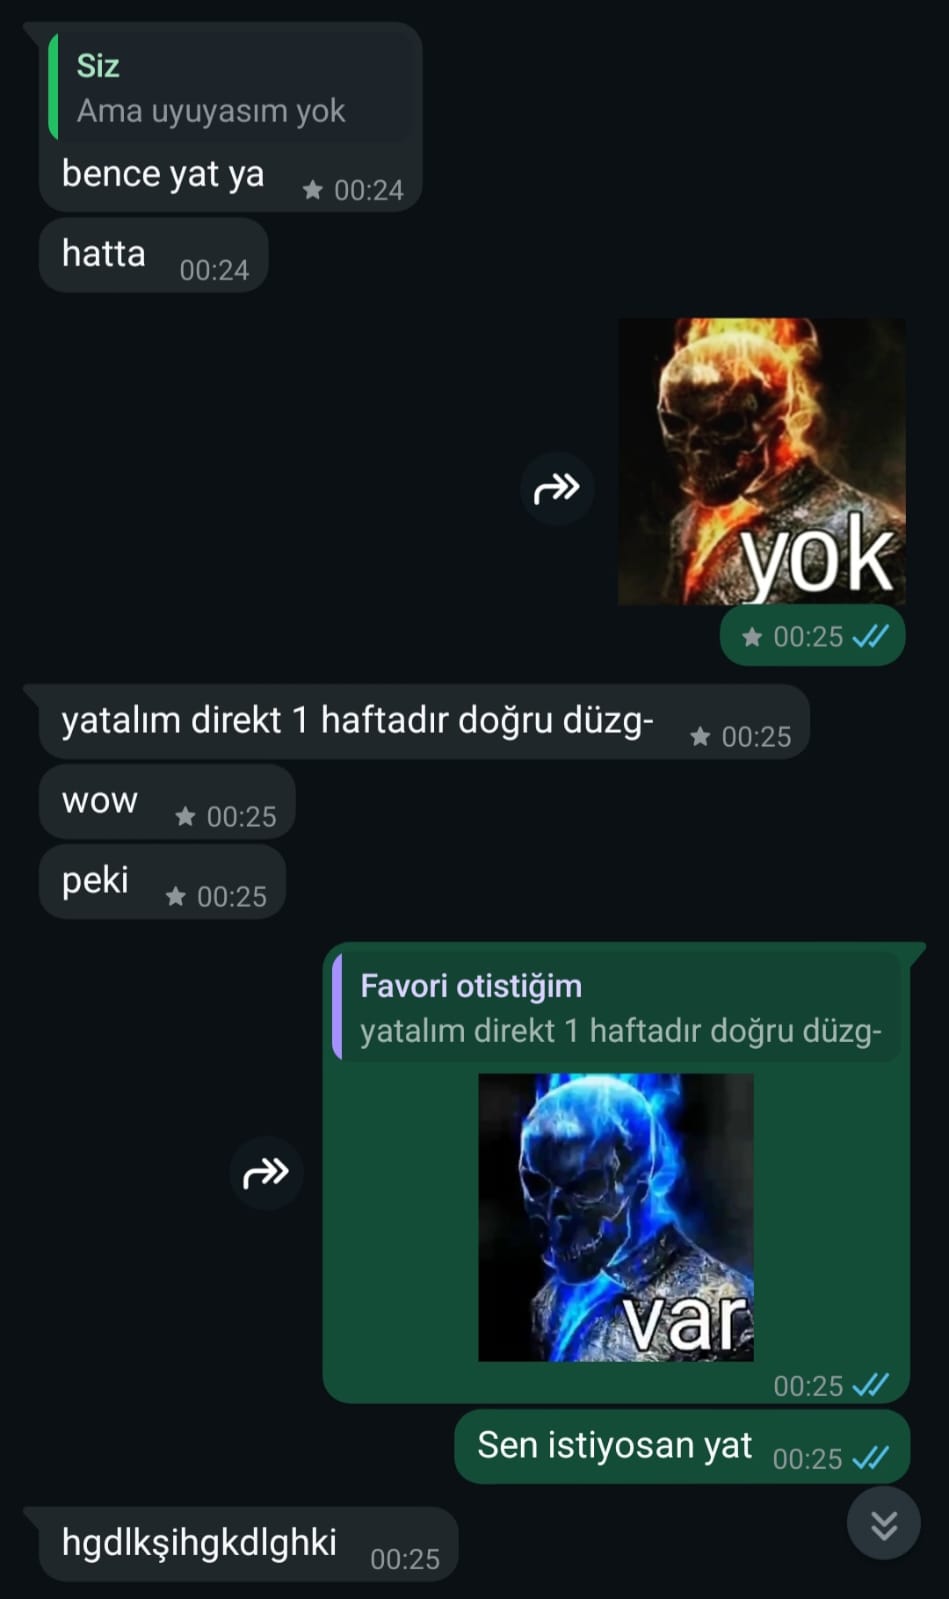 Siz
Ama uyuyasım yok
bence yat ya
00:24
hatta
00:24
yok
00:25
yatalım direkt 1 haftadır doğru düzg-
00:25
wow
00:25
peki
00:25
Favori otistiğim
yatalım direkt 1 haftadır doğru düzg-
var
00:25
Sen istiyosan yat
00:25
hgdlkşihgkdlghki
00:25